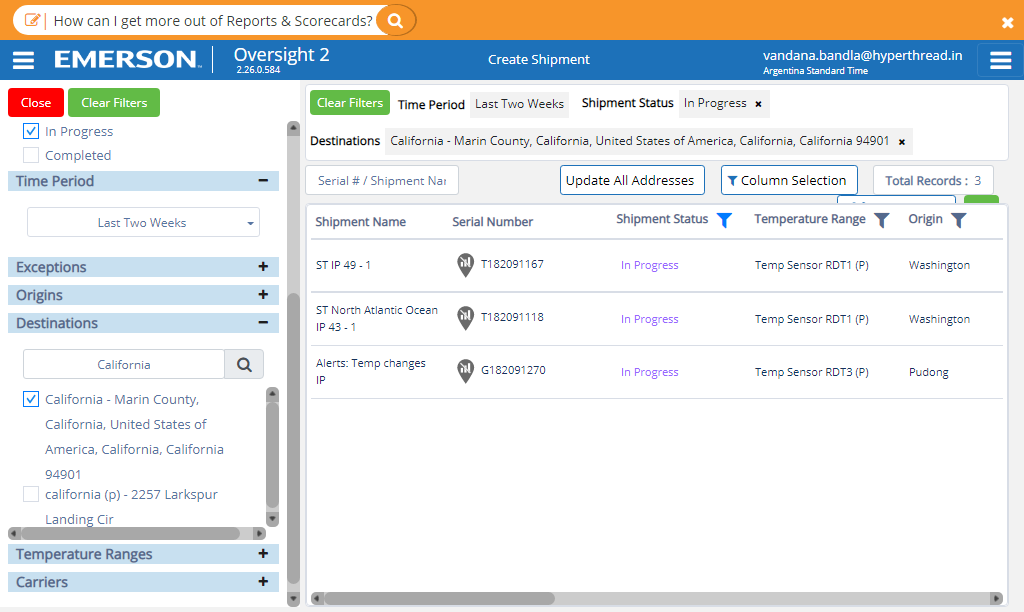 How can I get more out of Reports & Scorecards?
EMERSON. Oversight 2
2.26.0.584
Create Shipment
vandana.bandla@hyperthread.in
Argentina Standard Time
Close Clear Filters
In Progress
Completed
Time Period
Last Two Weeks
Exceptions
Origins
Destinations
California
California - Marin County,
California, United States of
America, California, California
94901
california (p) - 2257 Larkspur
Landing Cir
Temperature Ranges
Carriers
Clear Filters Time Period Last Two Weeks Shipment Status In Progress
Destinations California - Marin County, California, United States of America, California, California 94901
Serial # / Shipment Nar Update All Addresses Column Selection Total Records : 3
Shipment Name Serial Number Shipment Status Temperature Range Origin
ST IP 49 - 1 T182091167 In Progress Temp Sensor RDT1 (P) Washington
ST North Atlantic Ocean
IP 43 - 1 T182091118 In Progress Temp Sensor RDT1 (P) Washington
Alerts: Temp changes
IP G182091270 In Progress Temp Sensor RDT3 (P) Pudong